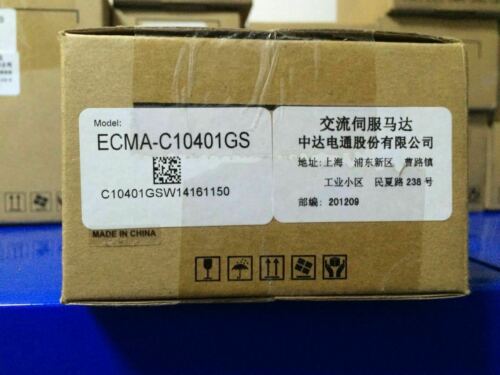 Model:
ECMA-C10401GS
C10401GSW14161150
MADE IN CHINA
交流伺服马达
中达电通股份有限公司
地址: 上海 浦东新区 曹路镇
工业小区 民夏路 238 号
邮编: 201209